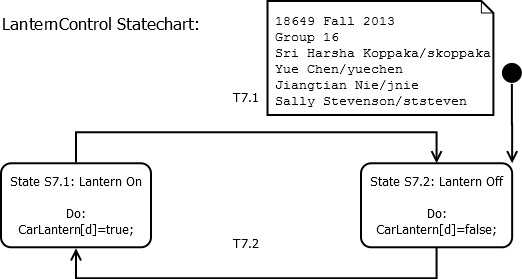 LanternControl Statechart:
18649 Fall 2013
Group 16
Sri Harsha Koppaka/skoppaka
Yue Chen/yuechen
Jiangtian Nie/jnie
Sally Stevenson/ststeven
T7.1
State S7.1: Lantern On
Do:
CarLantern[d]=true;
State S7.2: Lantern Off
Do:
CarLantern[d]=false;
T7.2